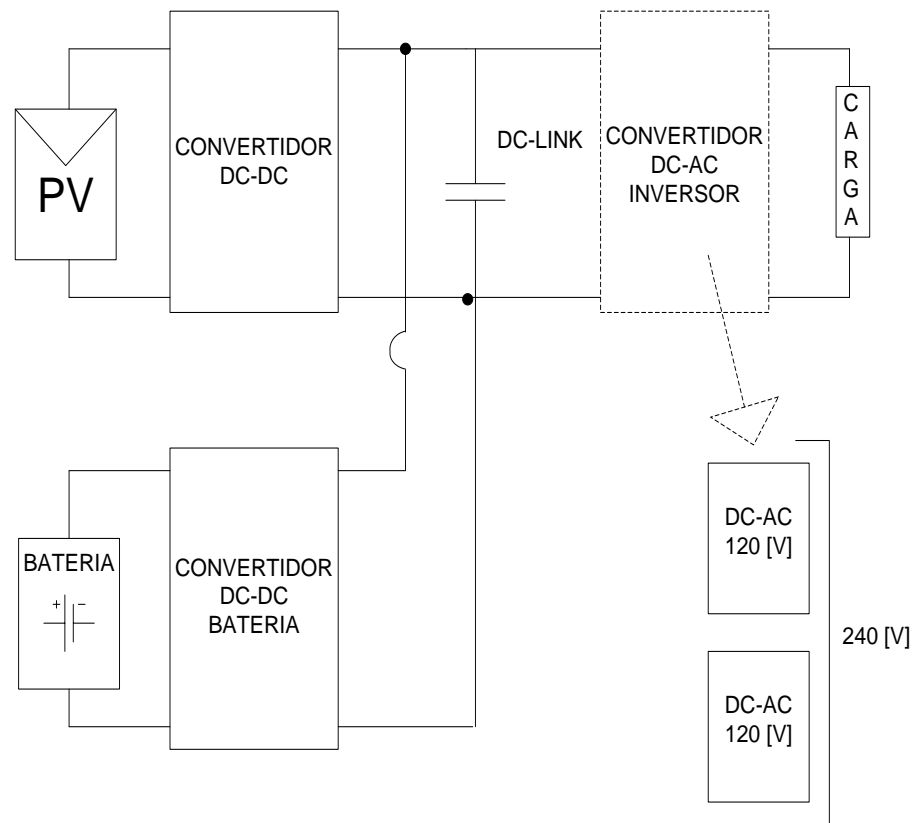 PV
CONVERTIDOR
DC-DC
DC-LINK
CONVERTIDOR
DC-AC
INVERSOR
C
A
R
G
A
BATERIA
+ -
CONVERTIDOR
DC-DC
BATERIA
DC-AC
120 [V]
DC-AC
120 [V]
240 [V]